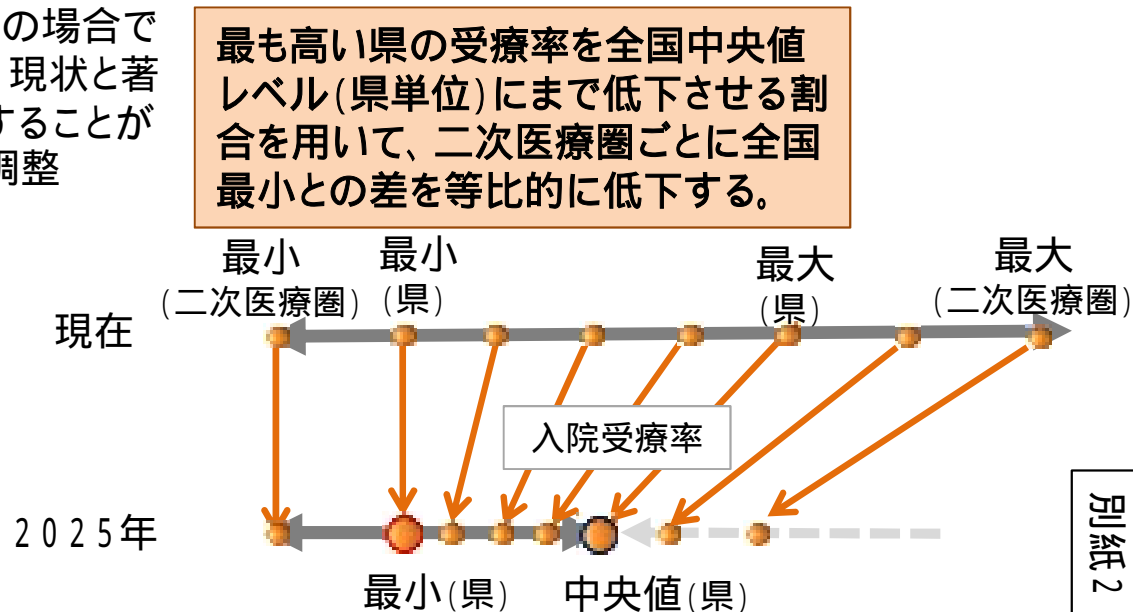 の場合で
現状と著
することが
調整
最も高い県の受療率を全国中央値
レベル(県単位)にまで低下させる割
合を用いて、二次医療圏ごとに全国
最小との差を等比的に低下する。
最小
(二次医療圏)
最小
(県)
最大
(県)
最大
(二次医療圏)
現在
入院受療率
2025年
最小(県)
中央値(県)
別紙2